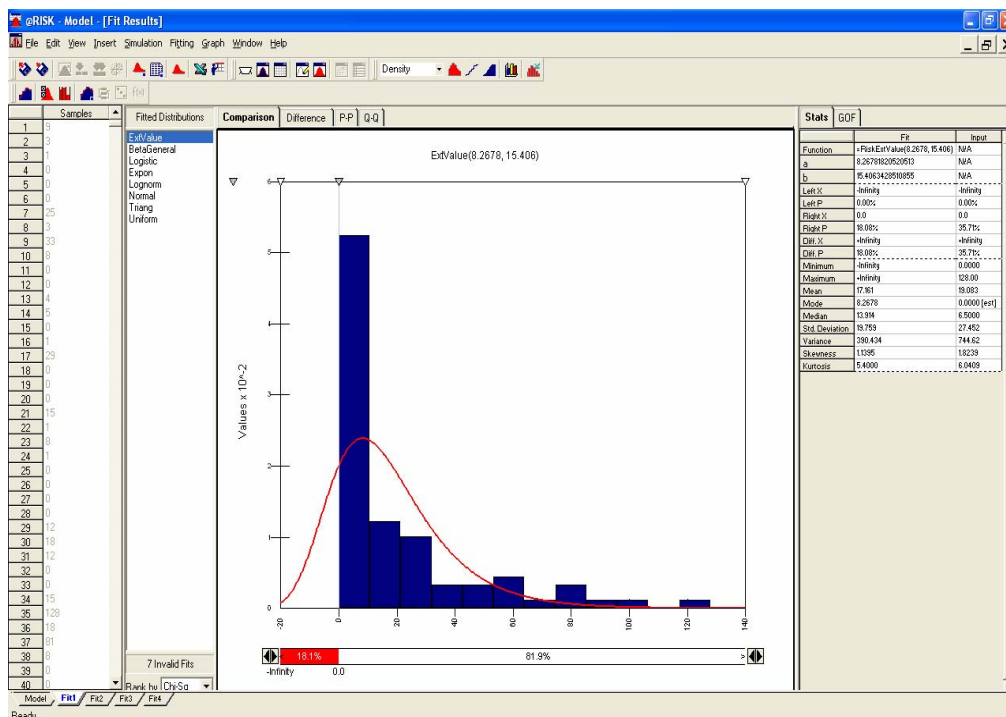 @RISK - Model - [Fit Results]
File Edit View Insert Simulation Fitting Graph Window Help
Density
Samples
1 9
2 3
3 1
4 0
5 0
6 0
7 25
8 3
9 33
10 8
11 0
12 0
13 4
14 5
15 0
16 1
17 29
18 0
19 0
20 0
21 15
22 1
23 8
24 1
25 0
26 0
27 0
28 0
29 12
30 18
31 12
32 0
33 0
34 15
35 128
36 18
37 81
38 8
39 0
40 0
Fitted Distributions
ExtValue
BetaGeneral
Logistic
Expon
Lognorm
Normal
Triang
Uniform
7 Invalid Fits
Rank by Chi-Sq
Comparison Difference P-P Q-Q
ExtValue(8.2678, 15.406)
Values x 10^-2
6
5
4
3
2
1
0
-20 0 20 40 60 80 100 120 140
< 18.1% 81.9% >
-Infinity 0.0
Stats GOF
Fit Input
Function =RiskExtValue(8.2678, 15.406) N/A
a 8.26781820520513 N/A
b 15.4063428510855 N/A
Left X -Infinity -Infinity
Left P 0.00% 0.00%
Right X 0.0 0.0
Right P 18.08% 35.71%
Diff. X +Infinity +Infinity
Diff. P 18.08% 35.71%
Minimum -Infinity 0.0000
Maximum +Infinity 128.00
Mean 17.161 19.083
Mode 8.2678 0.0000 [est]
Median 13.914 6.5000
Std. Deviation 19.759 27.452
Variance 390.434 744.62
Skewness 1.1395 1.8239
Kurtosis 5.4000 6.0409
Model Fit1 Fit2 Fit3 Fit4
Ready